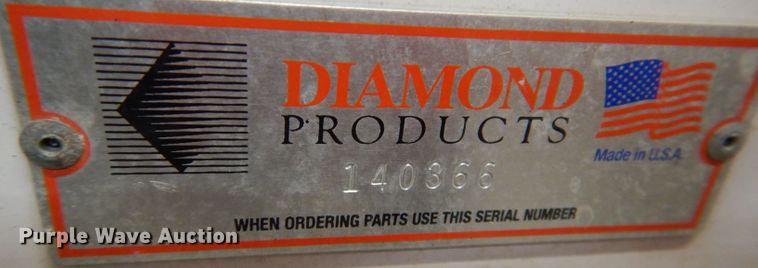 DIAMOND
PRODUCTS
Made in U.S.A.
140366
WHEN ORDERING PARTS USE THIS SERIAL NUMBER
Purple Wave Auction